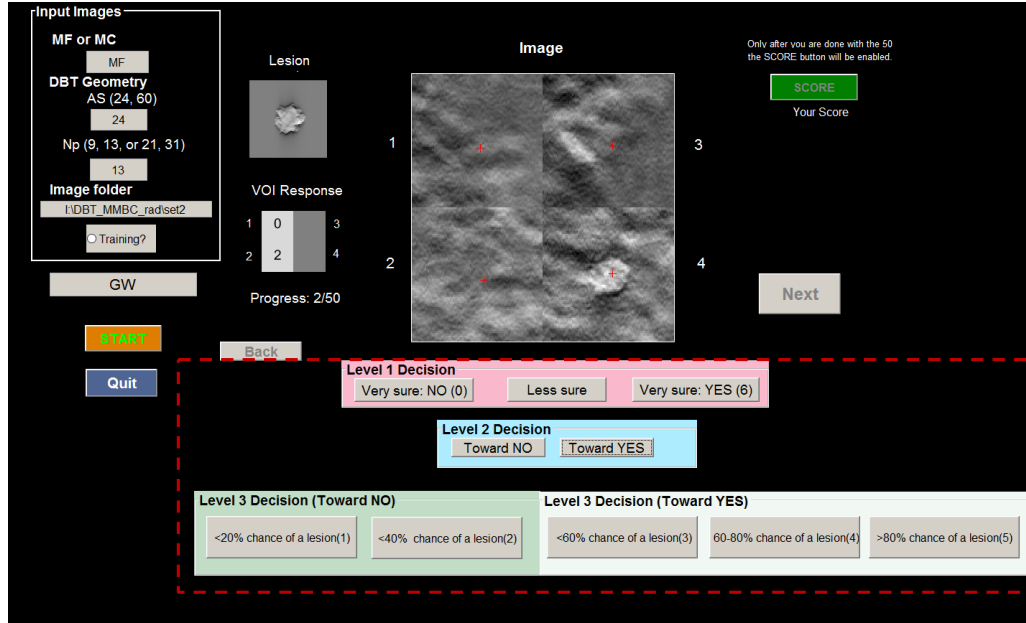 Input Images
MF or MC
MF
DBT Geometry
AS (24, 60)
24
Np (9, 13, or 21, 31)
13
Image folder
I:\DBT_MMBC_rad\set2
Training?
GW
START
Quit
Lesion
VOI Response
1 0 3
2 2 4
Progress: 2/50
Back
Image
1 3
2 4
Only after you are done with the 50
the SCORE button will be enabled.
SCORE
Your Score
Next
Level 1 Decision
Very sure: NO (0) Less sure Very sure: YES (6)
Level 2 Decision
Toward NO Toward YES
Level 3 Decision (Toward NO)
<20% chance of a lesion(1) <40% chance of a lesion(2)
Level 3 Decision (Toward YES)
<60% chance of a lesion(3) 60-80% chance of a lesion(4) >80% chance of a lesion(5)